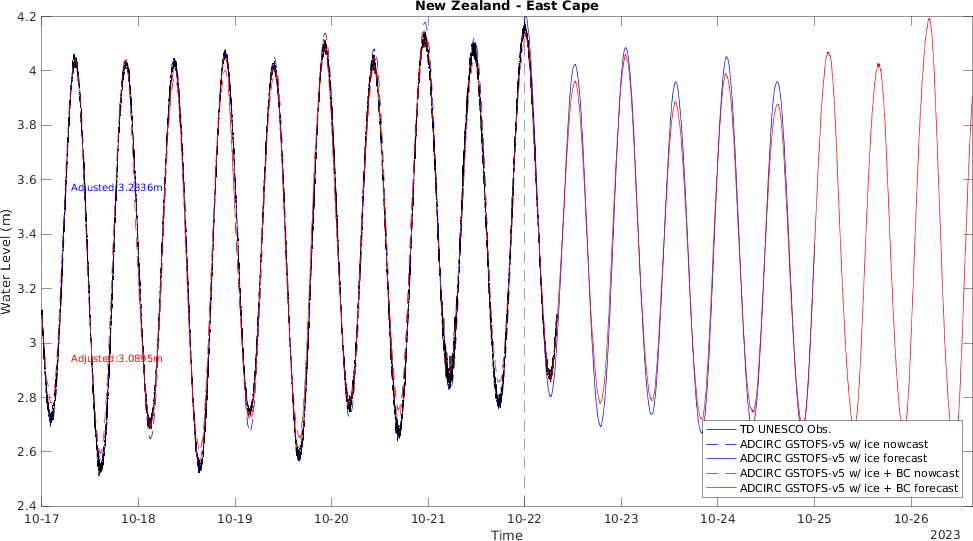 New Zealand - East Cape
4.2
4
3.8
3.6
3.4
3.2
3
2.8
2.6
2.4
Water Level (m)
Adjusted:3.2836m
Adjusted:3.0895m
TD UNESCO Obs.
ADCIRC GSTOFS-v5 w/ ice nowcast
ADCIRC GSTOFS-v5 w/ ice forecast
ADCIRC GSTOFS-v5 w/ ice + BC nowcast
ADCIRC GSTOFS-v5 w/ ice + BC forecast
10-17 10-18 10-19 10-20 10-21 10-22 10-23 10-24 10-25 10-26
Time
2023